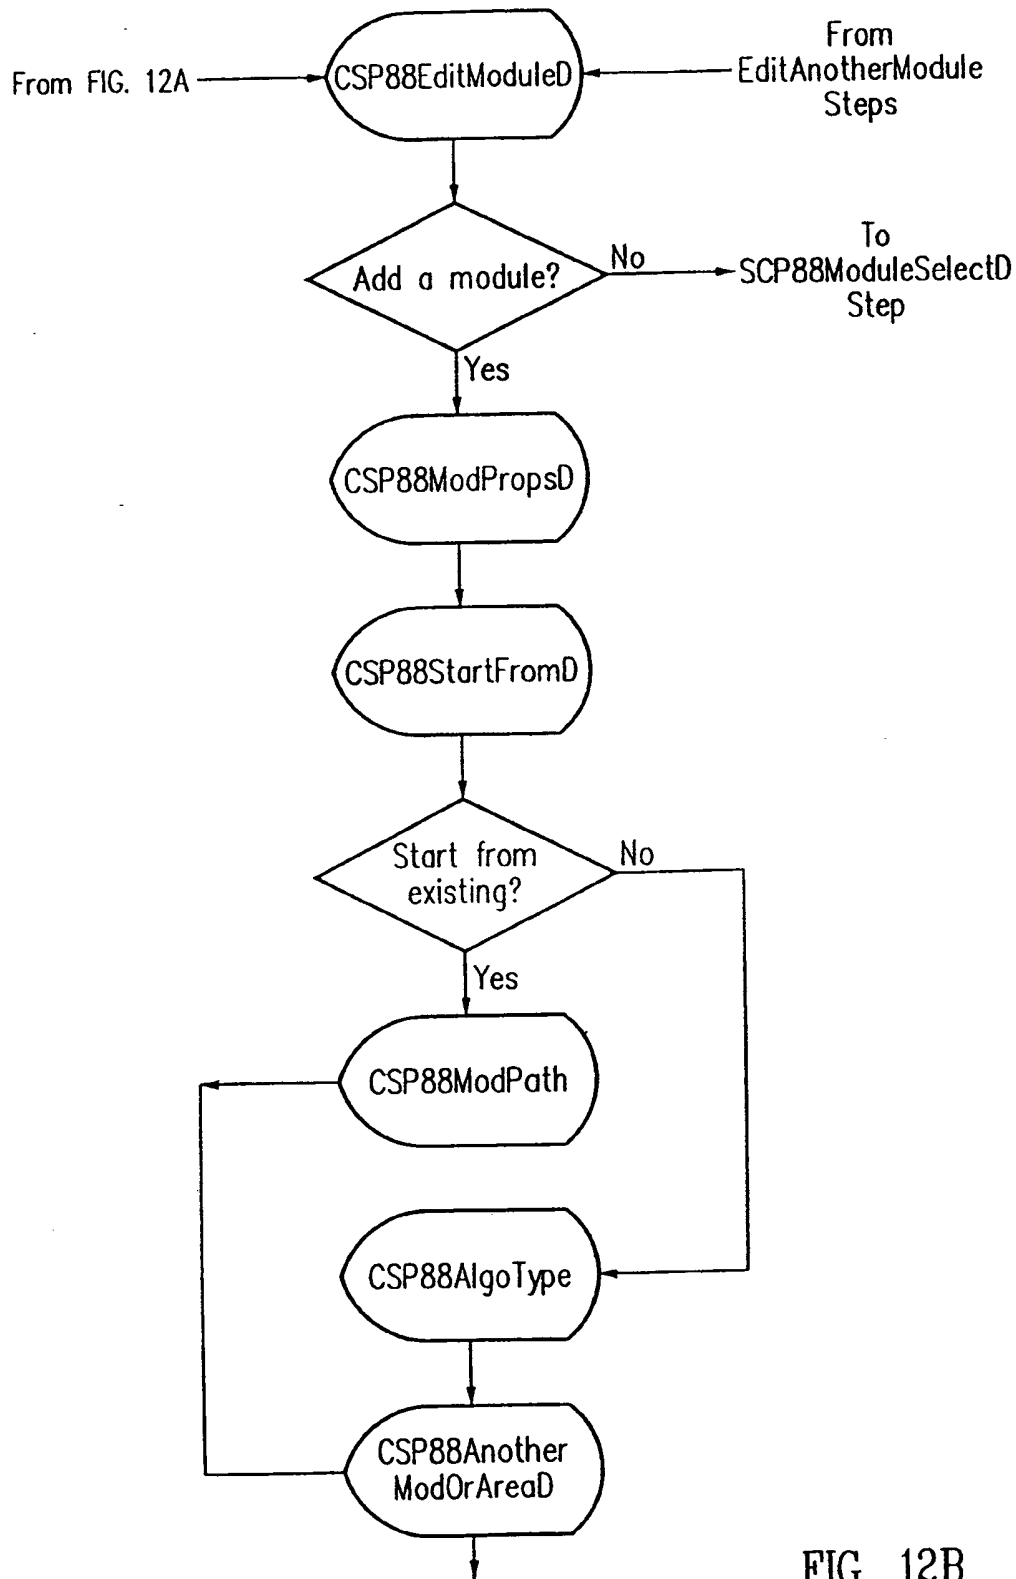 From FIG. 12A
CSP88EditModuleD
From
EditAnotherModule
Steps
Add a module?
No
To
SCP88ModuleSelectD
Step
Yes
CSP88ModPropsD
CSP88StartFromD
Start from
existing?
No
Yes
CSP88ModPath
CSP88AlgoType
CSP88Another
ModOrAreaD
FIG. 12B